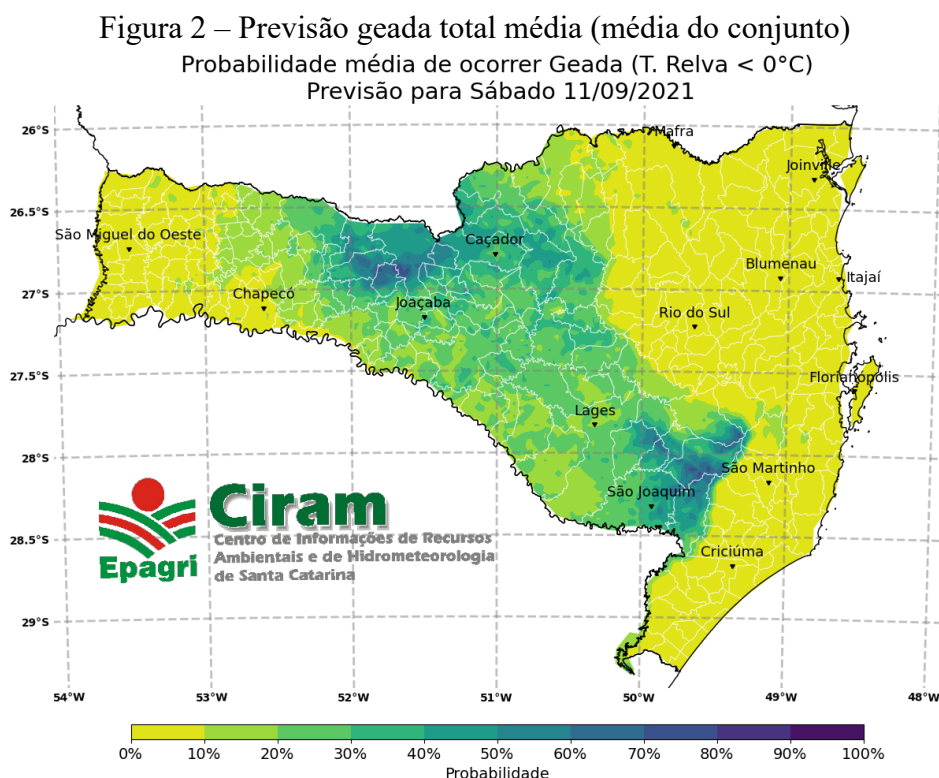 Figura 2 – Previsão geada total média (média do conjunto)
Probabilidade média de ocorrer Geada (T. Relva < 0°C)
Previsão para Sábado 11/09/2021
26°S
Mafra
Joinville
26.5°S
São Miguel do Oeste
Caçador
Blumenau
Itajaí
27°S
Chapecó
Joaçaba
Rio do Sul
27.5°S
Florianópolis
Lages
28°S
São Martinho
São Joaquim
28.5°S
Criciúma
29°S
Epagri
Ciram
Centro de Informações de Recursos
Ambientais e de Hidrometeorologia
de Santa Catarina
54°W 53°W 52°W 51°W 50°W 49°W 48°W
0% 10% 20% 30% 40% 50% 60% 70% 80% 90% 100%
Probabilidade